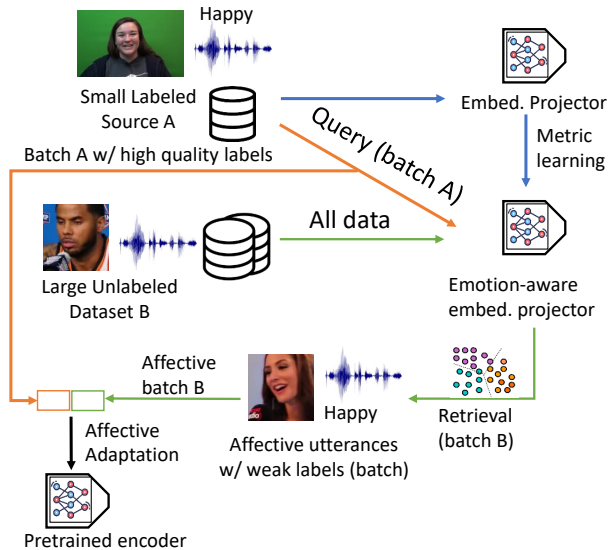 Happy
Small Labeled
Source A
Embed. Projector
Batch A w/ high quality labels
Query (batch A)
Metric
learning
All data
Large Unlabeled
Dataset B
Emotion-aware
embed. projector
Affective
batch B
Happy
Retrieval
(batch B)
Affective utterances
w/ weak labels (batch)
Affective
Adaptation
Pretrained encoder